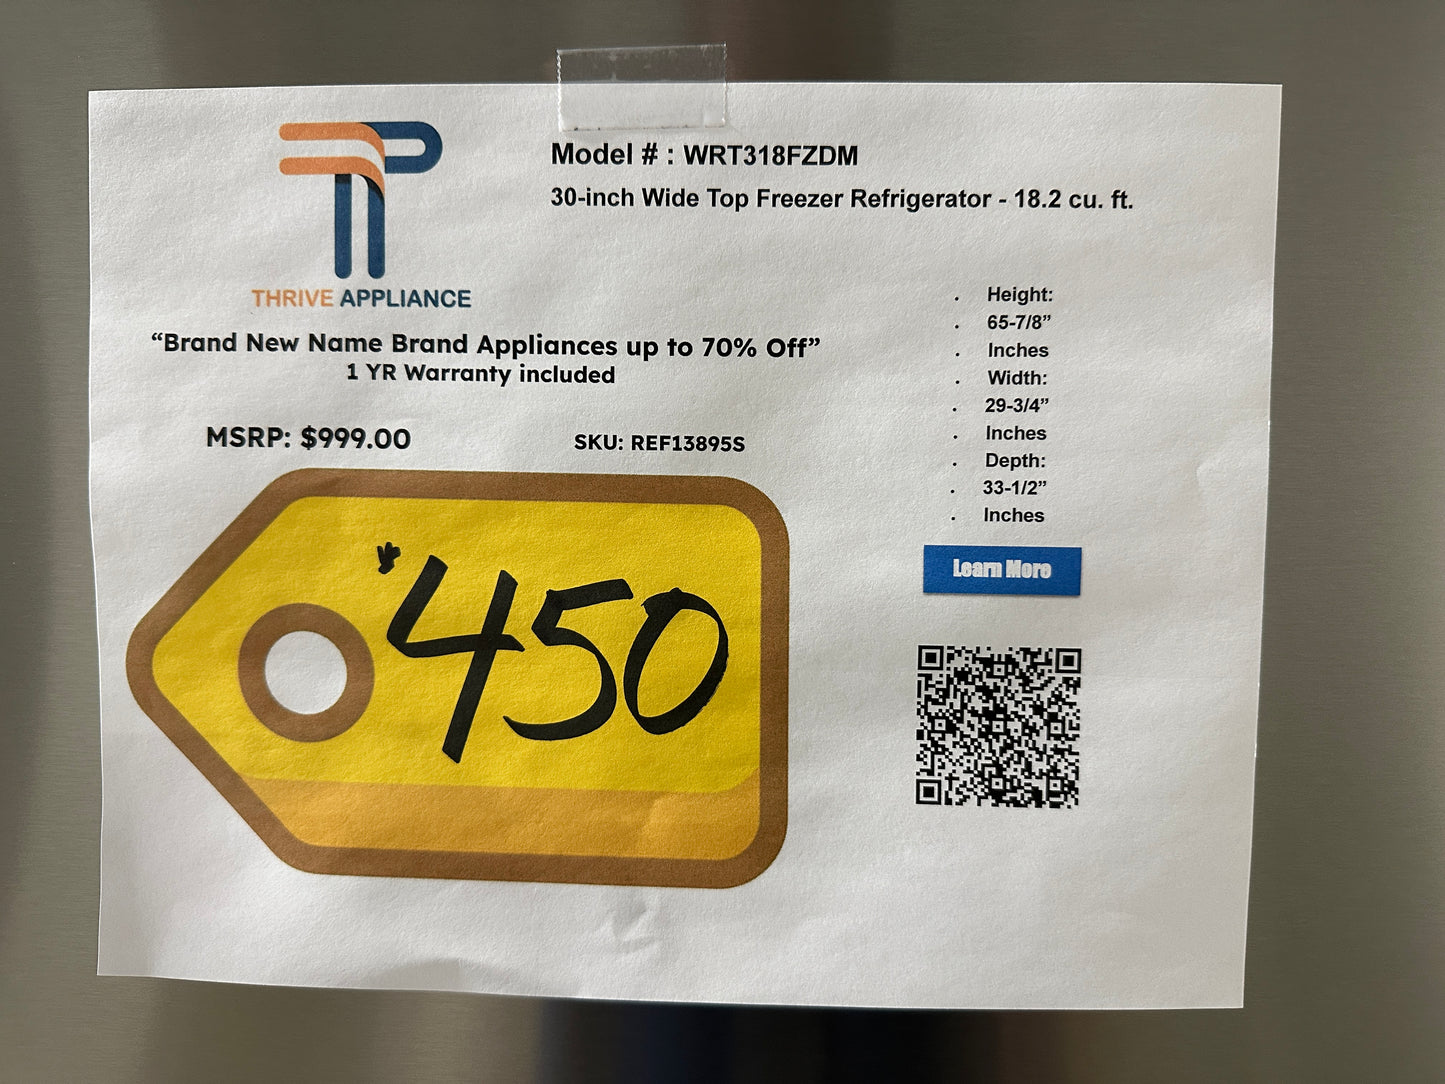 THRIVE APPLIANCE
Model # : WRT318FZDM
30-inch Wide Top Freezer Refrigerator - 18.2 cu. ft.
“Brand New Name Brand Appliances up to 70% Off”
1 YR Warranty included
MSRP: $999.00
SKU: REF13895S
$450
• Height:
• 65-7/8”
• Inches
• Width:
• 29-3/4”
• Inches
• Depth:
• 33-1/2”
• Inches
Learn More